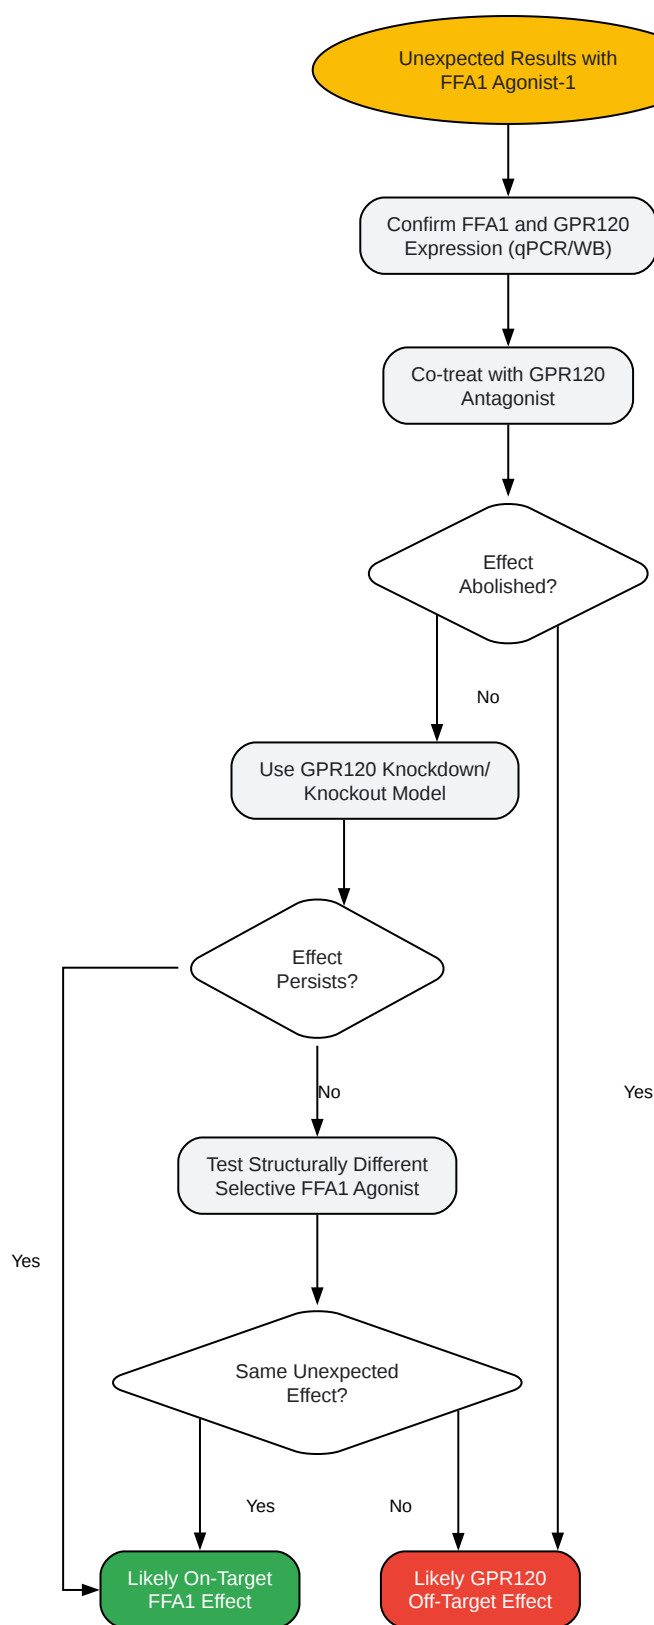 Unexpected Results with
FFA1 Agonist-1
Confirm FFA1 and GPR120
Expression (qPCR/WB)
Co-treat with GPR120
Antagonist
Effect
Abolished?
No
Use GPR120 Knockdown/
Knockout Model
Effect
Persists?
No
Yes
Test Structurally Different
Selective FFA1 Agonist
Yes
Same Unexpected
Effect?
Yes
No
Likely On-Target
FFA1 Effect
Likely GPR120
Off-Target Effect